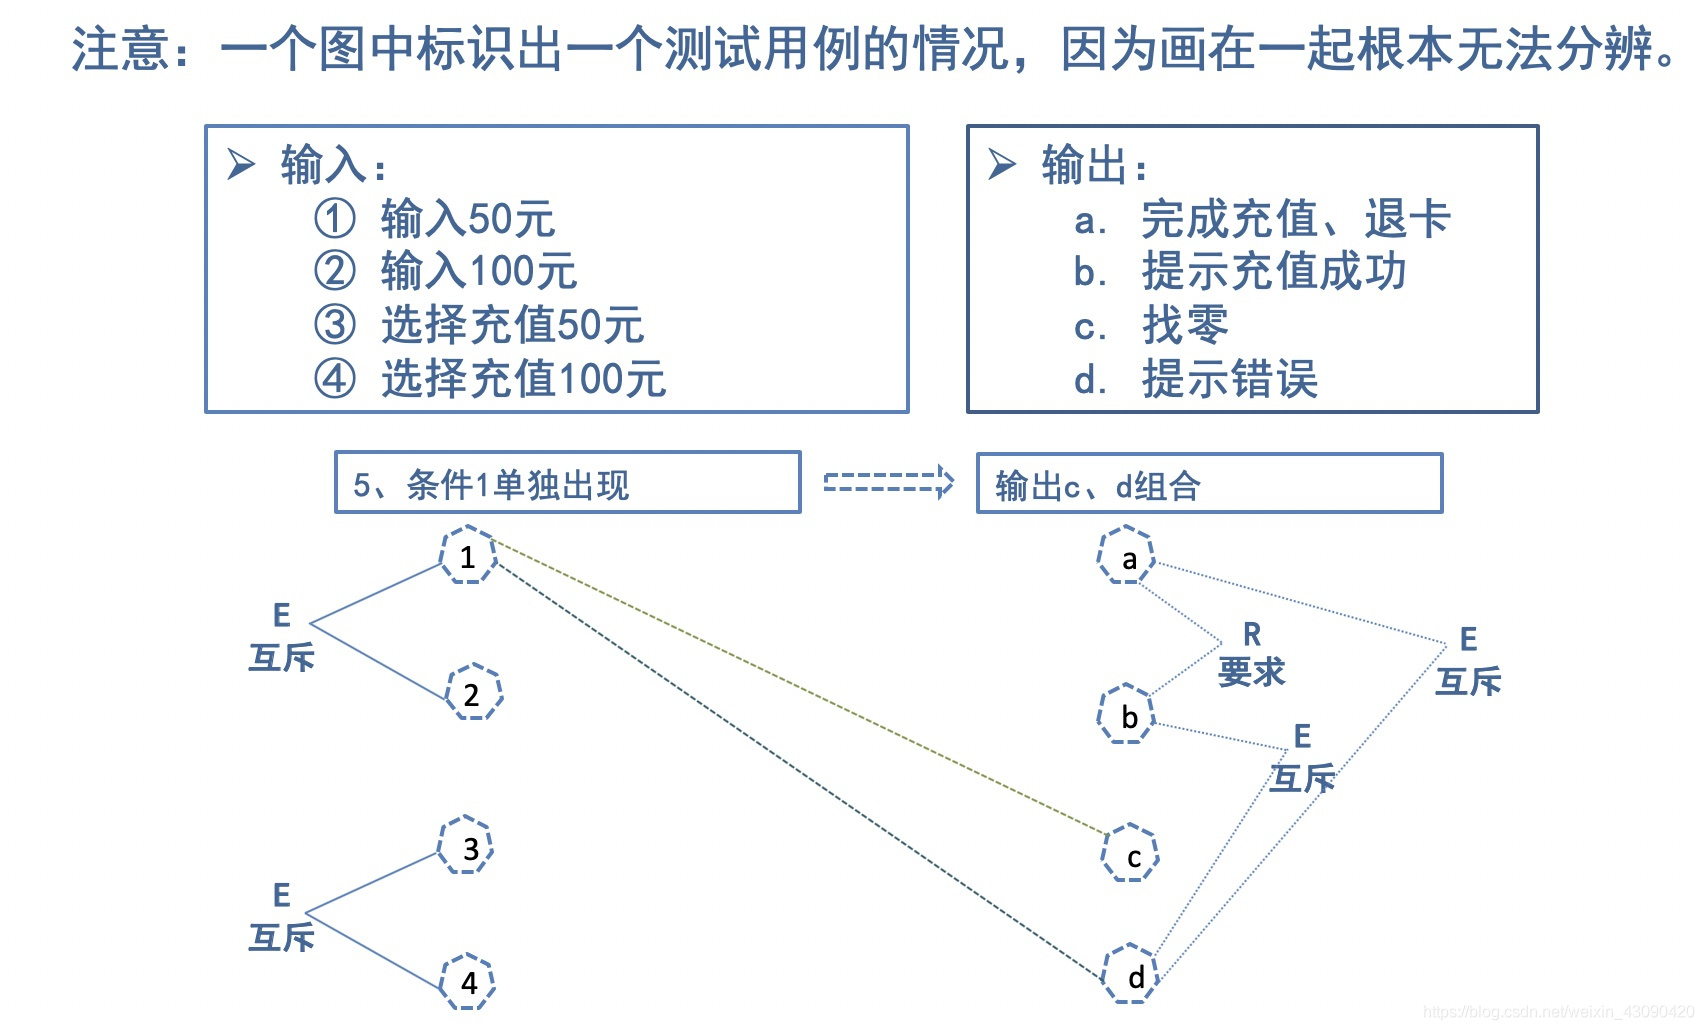 注意：一个图中标识出一个测试用例的情况，因为画在一起根本无法分辨。
➢ 输入：
① 输入50元
② 输入100元
③ 选择充值50元
④ 选择充值100元
➢ 输出：
a. 完成充值、退卡
b. 提示充值成功
c. 找零
d. 提示错误
5、条件1单独出现
输出c、d组合
1
a
E
互斥
R
要求
E
互斥
2
b
E
互斥
3
c
E
互斥
4
d
https://blog.csdn.net/weixin_43090420